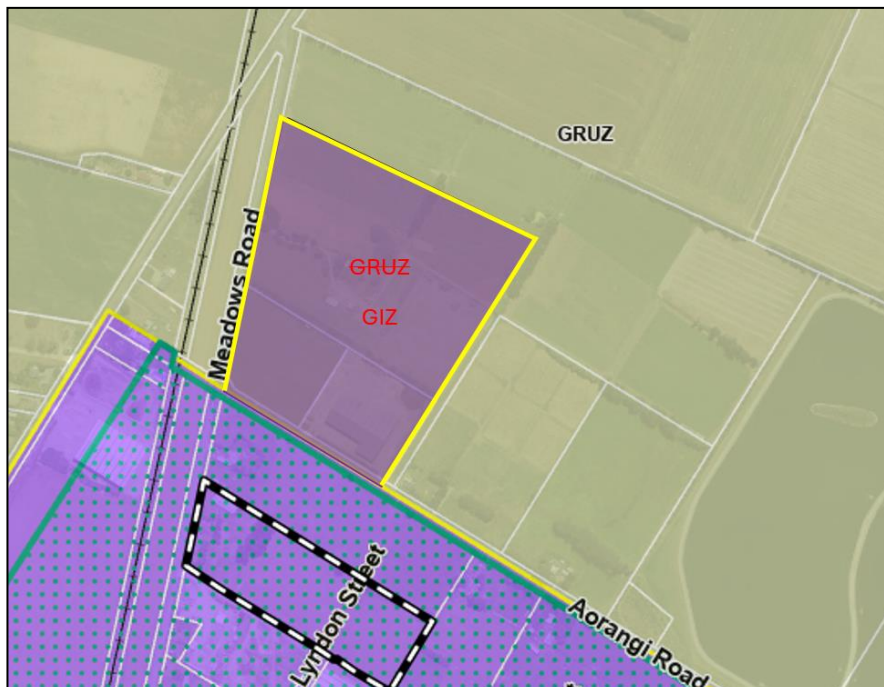 GRUZ
Meadows Road
GRUZ
GIZ
Lyndon Street
Aorangi Road